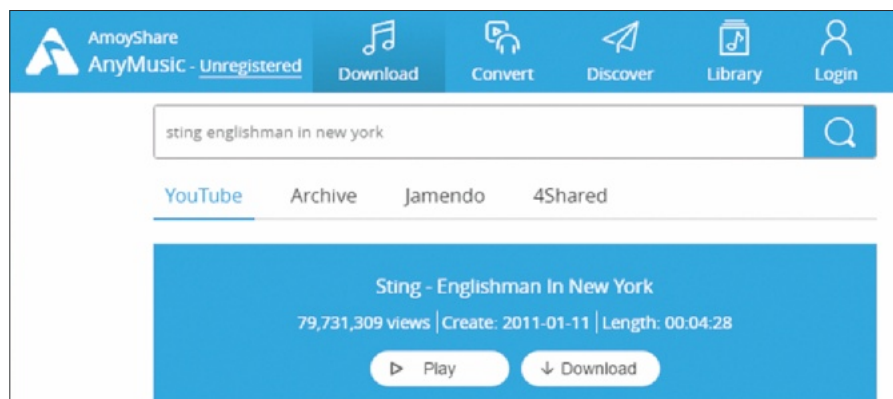 AmoyShare
AnyMusic - Unregistered
Download Convert Discover Library Login
sting englishman in new york
YouTube Archive Jamendo 4Shared
Sting - Englishman In New York
79,731,309 views | Create: 2011-01-11 | Length: 00:04:28
Play Download